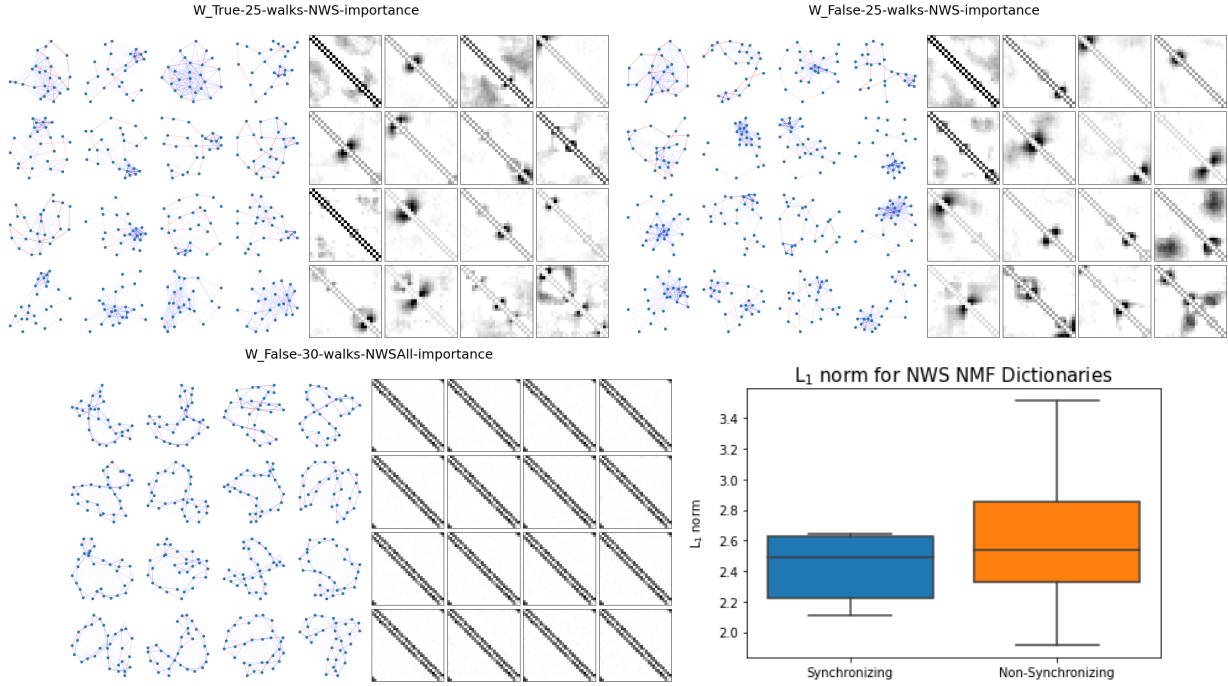 W_True-25-walks-NWS-importance
W_False-25-walks-NWS-importance
W_False-30-walks-NWSAll-importance
L₁ norm for NWS NMF Dictionaries
3.4
3.2
3.0
2.8
2.6
2.4
2.2
2.0
L₁ norm
Synchronizing
Non-Synchronizing